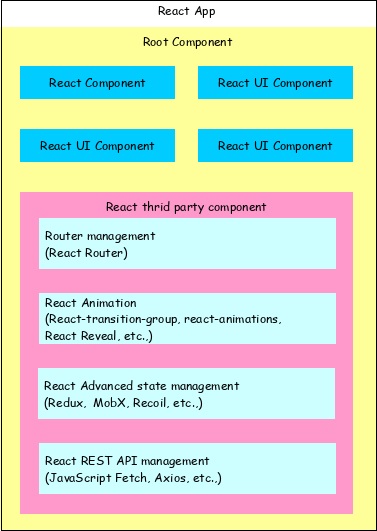 React App
Root Component
React Component
React UI Component
React UI Component
React UI Component
React thrid party component
Router management
(React Router)
React Animation
(React-transition-group, react-animations,
React Reveal, etc.,)
React Advanced state management
(Redux, MobX, Recoil, etc.,)
React REST API management
(JavaScript Fetch, Axios, etc.,)